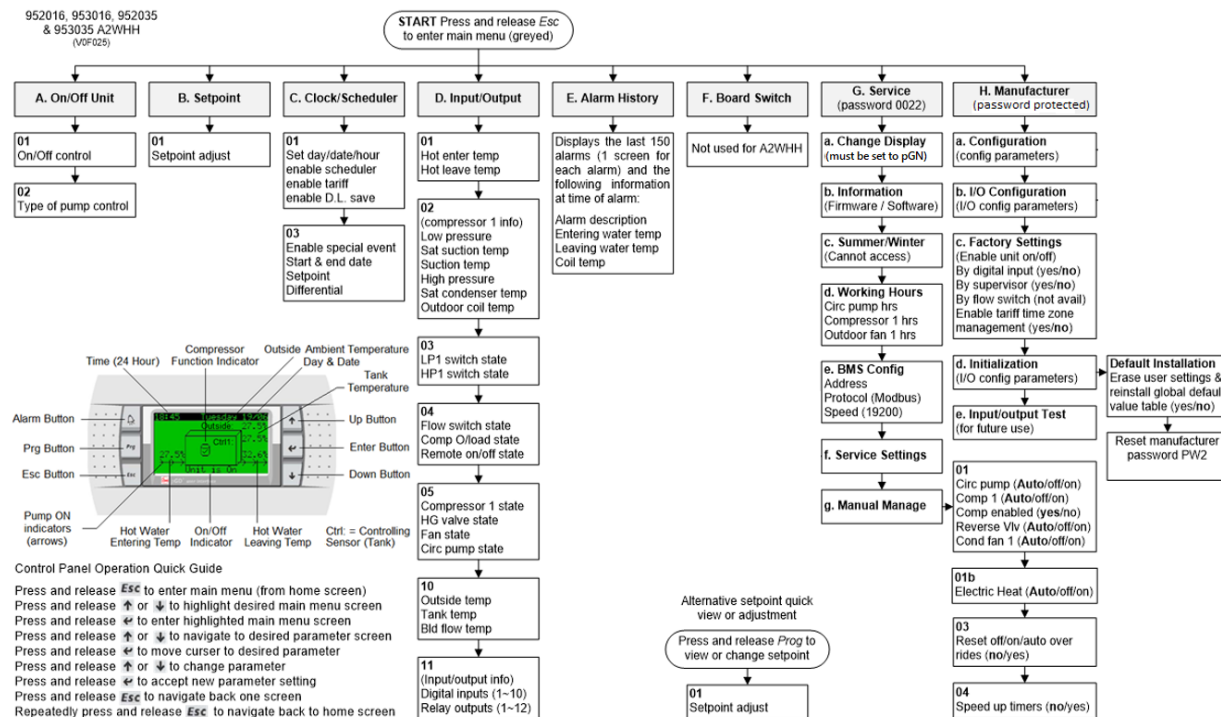 952016, 953016, 952035
& 953035 A2WHH
(V0F025)
START Press and release Esc
to enter main menu (greyed)
A. On/Off Unit
01
On/Off control
02
Type of pump control
B. Setpoint
01
Setpoint adjust
C. Clock/Scheduler
01
Set day/date/hour
enable scheduler
enable tariff
enable D.L. save
03
Enable special event
Start & end date
Setpoint
Differential
D. Input/Output
01
Hot enter temp
Hot leave temp
02
(compressor 1 info)
Low pressure
Sat suction temp
Suction temp
High pressure
Sat condenser temp
Outdoor coil temp
03
LP1 switch state
HP1 switch state
04
Flow switch state
Comp O/load state
Remote on/off state
05
Compressor 1 state
HG valve state
Fan state
Circ pump state
10
Outside temp
Tank temp
Bld flow temp
11
(Input/output info)
Digital inputs (1~10)
Relay outputs (1~12)
E. Alarm History
Displays the last 150
alarms (1 screen for
each alarm) and the
following information
at time of alarm:
Alarm description
Entering water temp
Leaving water temp
Coil temp
F. Board Switch
Not used for A2WHH
G. Service
(password 0022)
a. Change Display
(must be set to pGN)
b. Information
(Firmware / Software)
c. Summer/Winter
(Cannot access)
d. Working Hours
Circ pump hrs
Compressor 1 hrs
Outdoor fan 1 hrs
e. BMS Config
Address
Protocol (Modbus)
Speed (19200)
f. Service Settings
g. Manual Manage
H. Manufacturer
(password protected)
a. Configuration
(config parameters)
b. I/O Configuration
(I/O config parameters)
c. Factory Settings
(Enable unit on/off)
By digital input (yes/no)
By supervisor (yes/no)
By flow switch (not avail)
Enable tariff time zone
management (yes/no)
d. Initialization
(I/O config parameters)
e. Input/output Test
(for future use)
Default Installation
Erase user settings &
reinstall global default
value table (yes/no)
Reset manufacturer
password PW2
01
Circ pump (Auto/off/on)
Comp 1 (Auto/off/on)
Comp enabled (yes/no)
Reverse Vlv (Auto/off/on)
Cond fan 1 (Auto/off/on)
01b
Electric Heat (Auto/off/on)
03
Reset off/on/auto over
rides (no/yes)
04
Speed up timers (no/yes)
Time (24 Hour)
Compressor
Function Indicator
Outside Ambient Temperature
Day & Date
Tank
Temperature
Alarm Button
Prg Button
Esc Button
Up Button
Enter Button
Down Button
Prg
Esc
Tuesday
Outside: 27.5%
27.5%
Ctrl:
27.5%
32.6%
Unit is On
Pump ON
indicators
(arrows)
Hot Water
Entering Temp
On/Off
Indicator
Hot Water
Leaving Temp
Ctrl: = Controlling
Sensor (Tank)
Control Panel Operation Quick Guide
Press and release Esc to enter main menu (from home screen)
Press and release ↑ or ↓ to highlight desired main menu screen
Press and release ↵ to enter highlighted main menu screen
Press and release ↑ or ↓ to navigate to desired parameter screen
Press and release ↵ to move curser to desired parameter
Press and release ↑ or ↓ to change parameter
Press and release ↵ to accept new parameter setting
Press and release Esc to navigate back one screen
Repeatedly press and release Esc to navigate back to home screen
Alternative setpoint quick
view or adjustment
Press and release Prog to
view or change setpoint
01
Setpoint adjust